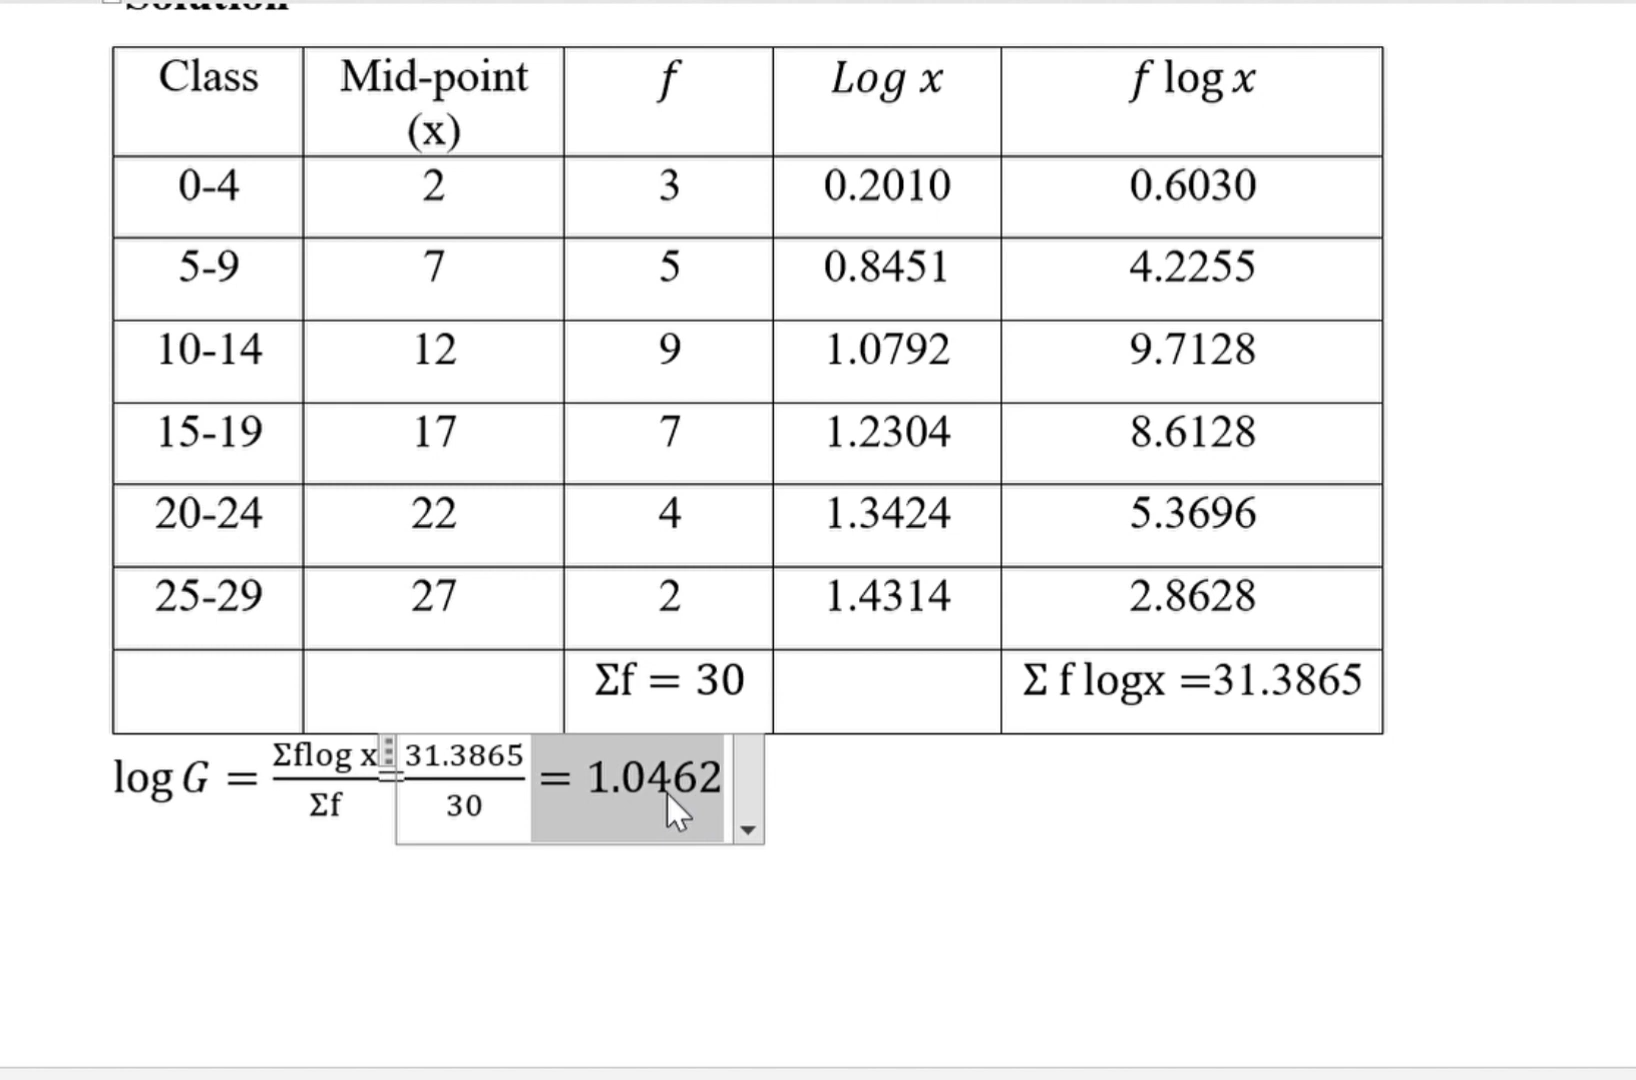 Solution
Class Mid-point (x) f Log x f log x
0-4 2 3 0.2010 0.6030
5-9 7 5 0.8451 4.2255
10-14 12 9 1.0792 9.7128
15-19 17 7 1.2304 8.6128
20-24 22 4 1.3424 5.3696
25-29 27 2 1.4314 2.8628
Σf = 30 Σ f logx =31.3865
log G = Σflog x / Σf = 31.3865 / 30 = 1.0462